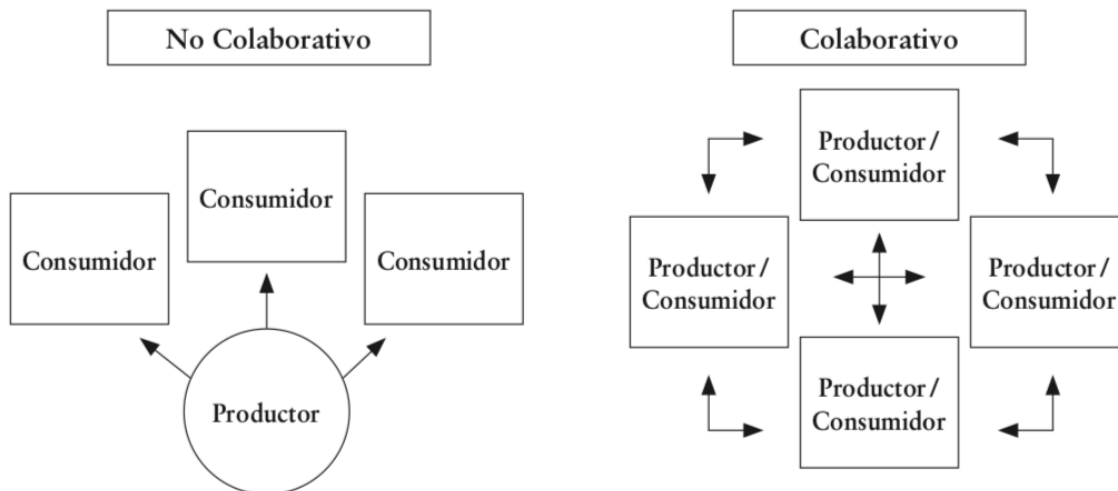 No Colaborativo
Consumidor
Consumidor
Consumidor
Productor
Colaborativo
Productor/
Consumidor
Productor/
Consumidor
Productor/
Consumidor
Productor/
Consumidor